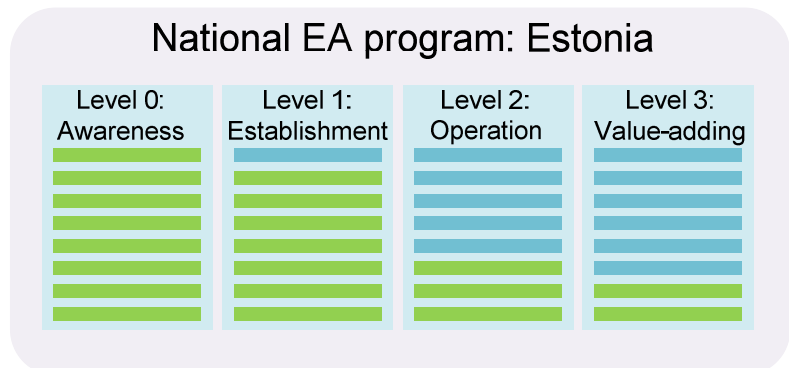 National EA program: Estonia
Level 0:
Awareness
Level 1:
Establishment
Level 2:
Operation
Level 3:
Value-adding